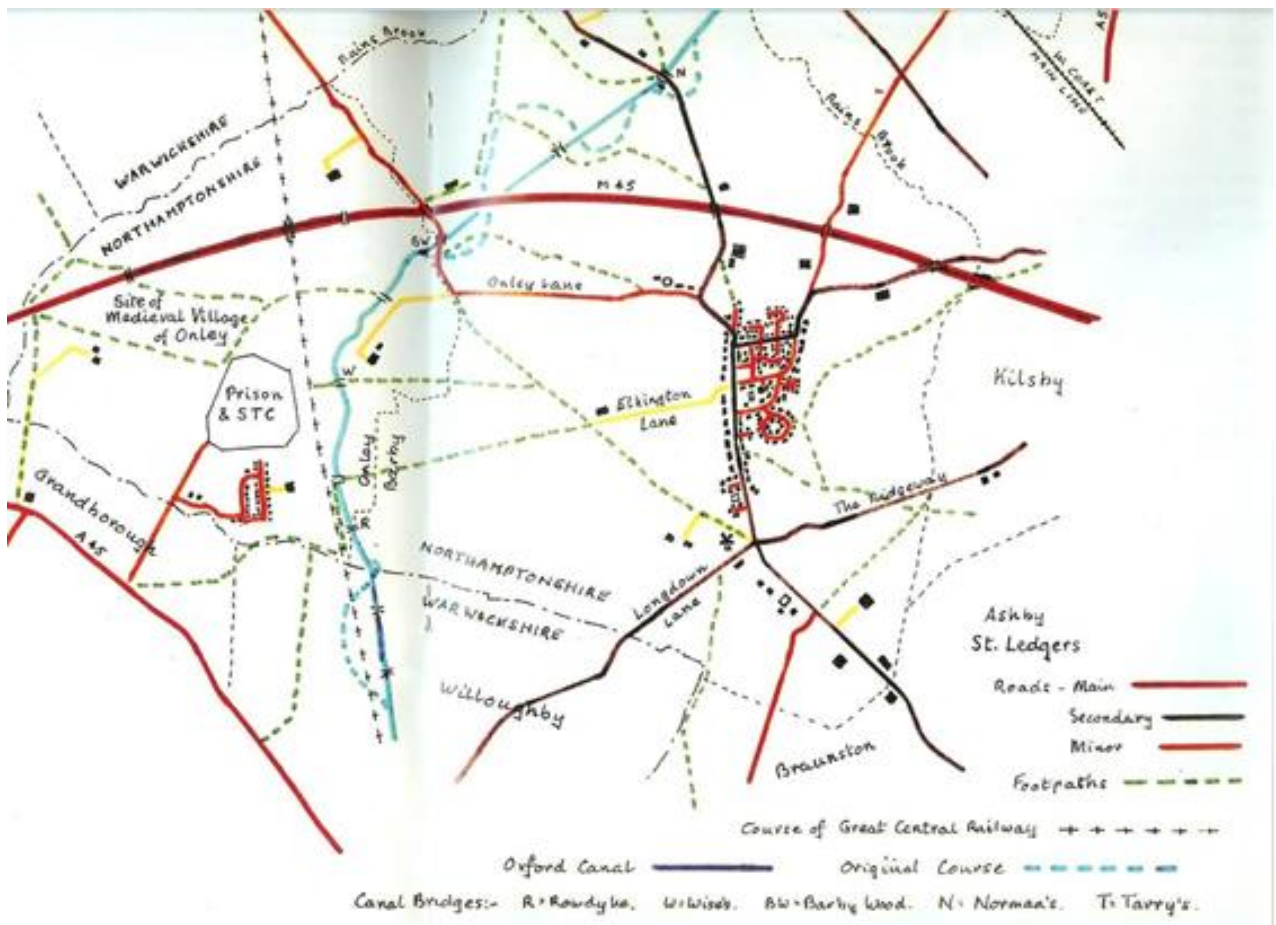 Rains Brook
A5
W. COAST
MAIN LINE
N
WARWICKSHIRE
NORTHAMPTONSHIRE
Rains Brook
M45
BW
Onley Lane
Site of
Medieval Village
of Onley
W
Prison
& STC
Elkington
Lane
Kilsby
Onley
Barby
Grandborough
The Ridgeway
R
A45
NORTHAMPTONSHIRE
WARWICKSHIRE
Longdown
Lane
Ashby
St. Ledgers
Willoughby
Braunston
Roads - Main
Secondary
Minor
Footpaths
Course of Great Central Railway
Oxford Canal
Original Course
Canal Bridges:- R=Rowdyke. W=Wise's. BW=Barby Wood. N=Norman's. T=Tarry's.